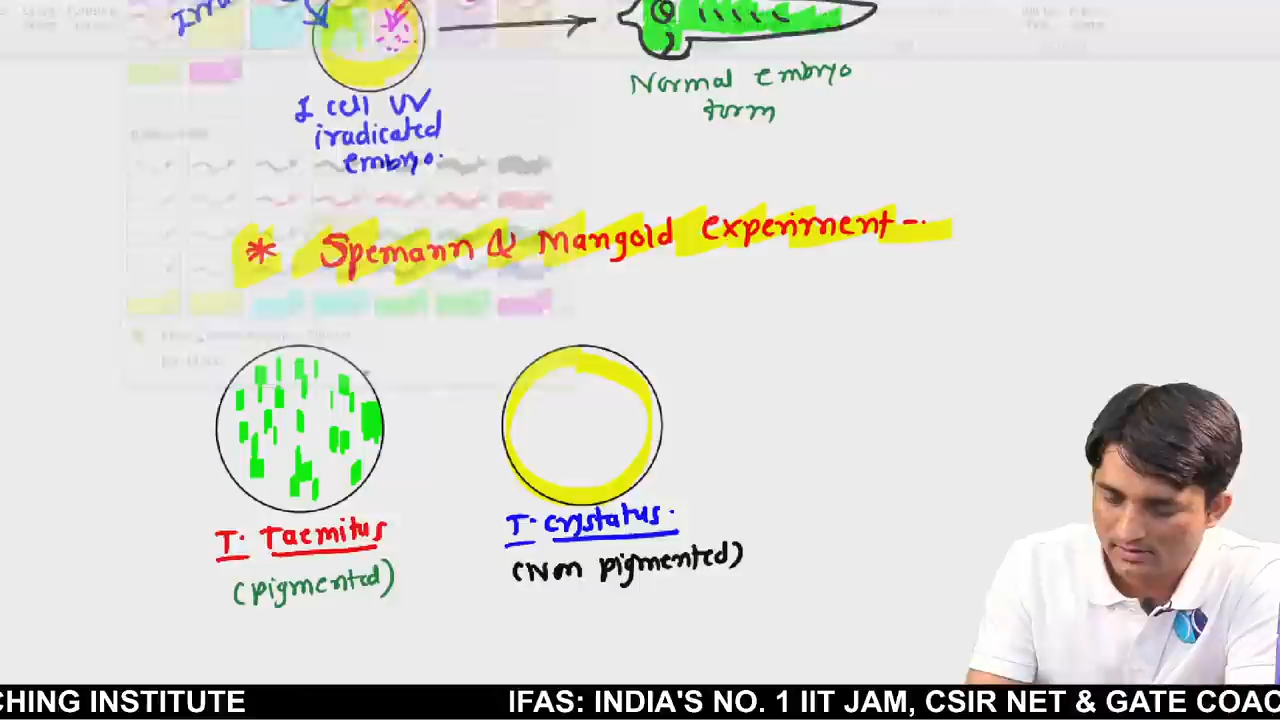 1 cell UV
iradicated
embryo.
Normal embryo
form
* Spemann & Mangold experiment -.
T. Taemitus
(pigmented)
T. crystatus.
(Non pigmented)
CHING INSTITUTE
IFAS: INDIA'S NO. 1 IIT JAM, CSIR NET & GATE COAC